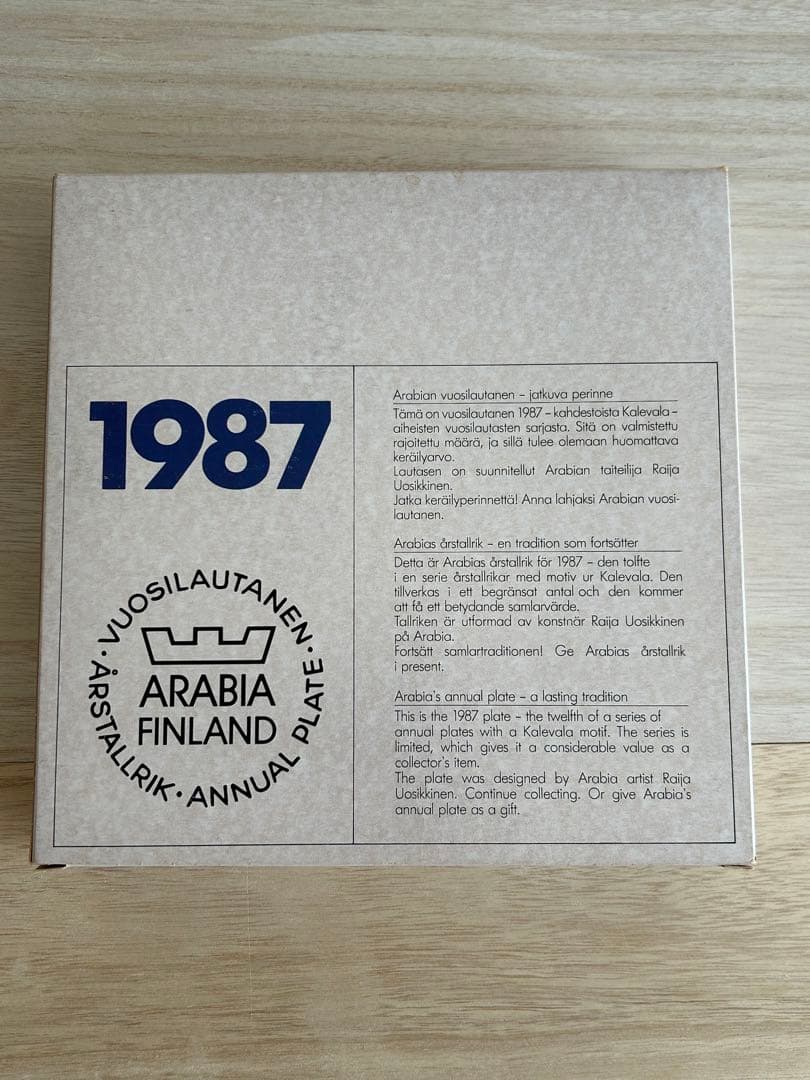 1987
VUOSILAUTANEN · ANNUAL PLATE · ÅRSTALLRIK ·
ARABIA
FINLAND
Arabian vuosilautanen – jatkuva perinne
Tämä on vuosilautanen 1987 – kahdestoista Kalevala-
aiheisten vuosilautasten sarjasta. Sitä on valmistettu
rajoitettu määrä, ja sillä tulee olemaan huomattava
keräilyarvo.
Lautasen on suunnitellut Arabian taiteilija Raija
Uosikkinen.
Jatka keräilyperinnettä! Anna lahjaksi Arabian vuosi-
lautanen.
Arabias årstallrik – en tradition som fortsätter
Detta är Arabias årstallrik för 1987 – den tolfte
i en serie årstallrikar med motiv ur Kalevala. Den
tillverkas i ett begränsat antal och den kommer
att få ett betydande samlarvärde.
Tallriken är utformad av konstnär Raija Uosikkinen
på Arabia.
Fortsätt samlartraditionen! Ge Arabias årstallrik
i present.
Arabia's annual plate – a lasting tradition
This is the 1987 plate – the twelfth of a series of
annual plates with a Kalevala motif. The series is
limited, which gives it a considerable value as a
collector's item.
The plate was designed by Arabia artist Raija
Uosikkinen. Continue collecting. Or give Arabia's
annual plate as a gift.